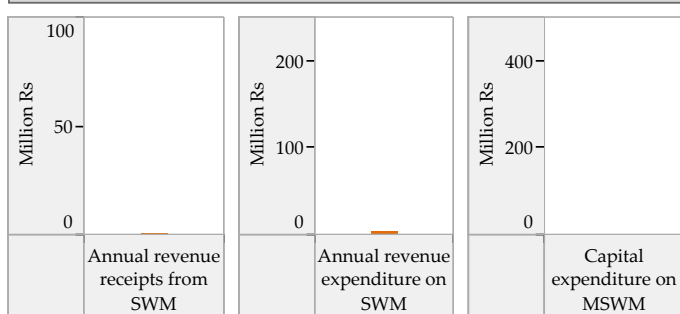 100
50
0
Million Rs
Annual revenue
receipts from
SWM
200
100
0
Million Rs
Annual revenue
expenditure on
SWM
400
200
0
Million Rs
Capital
expenditure on
MSWM